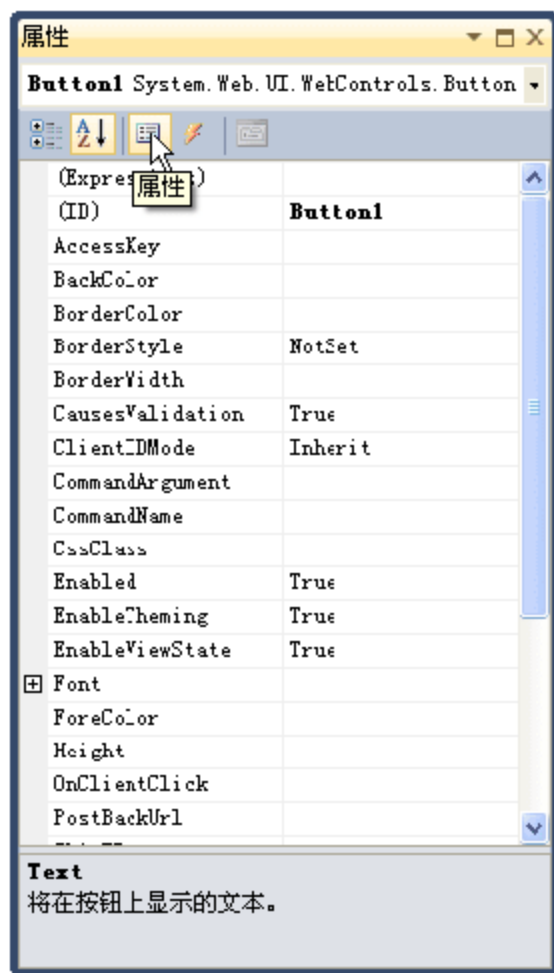 属性
Button1 System.Web.UI.WebControls.Button
属性
(ID) Button1
AccessKey
BackColor
BorderColor
BorderStyle NotSet
BorderWidth
CausesValidation True
ClientIDMode Inherit
CommandArgument
CommandName
CssClass
Enabled True
EnableTheming True
EnableViewState True
Font
ForeColor
Height
OnClientClick
PostBackUrl
Text
将在按钮上显示的文本。